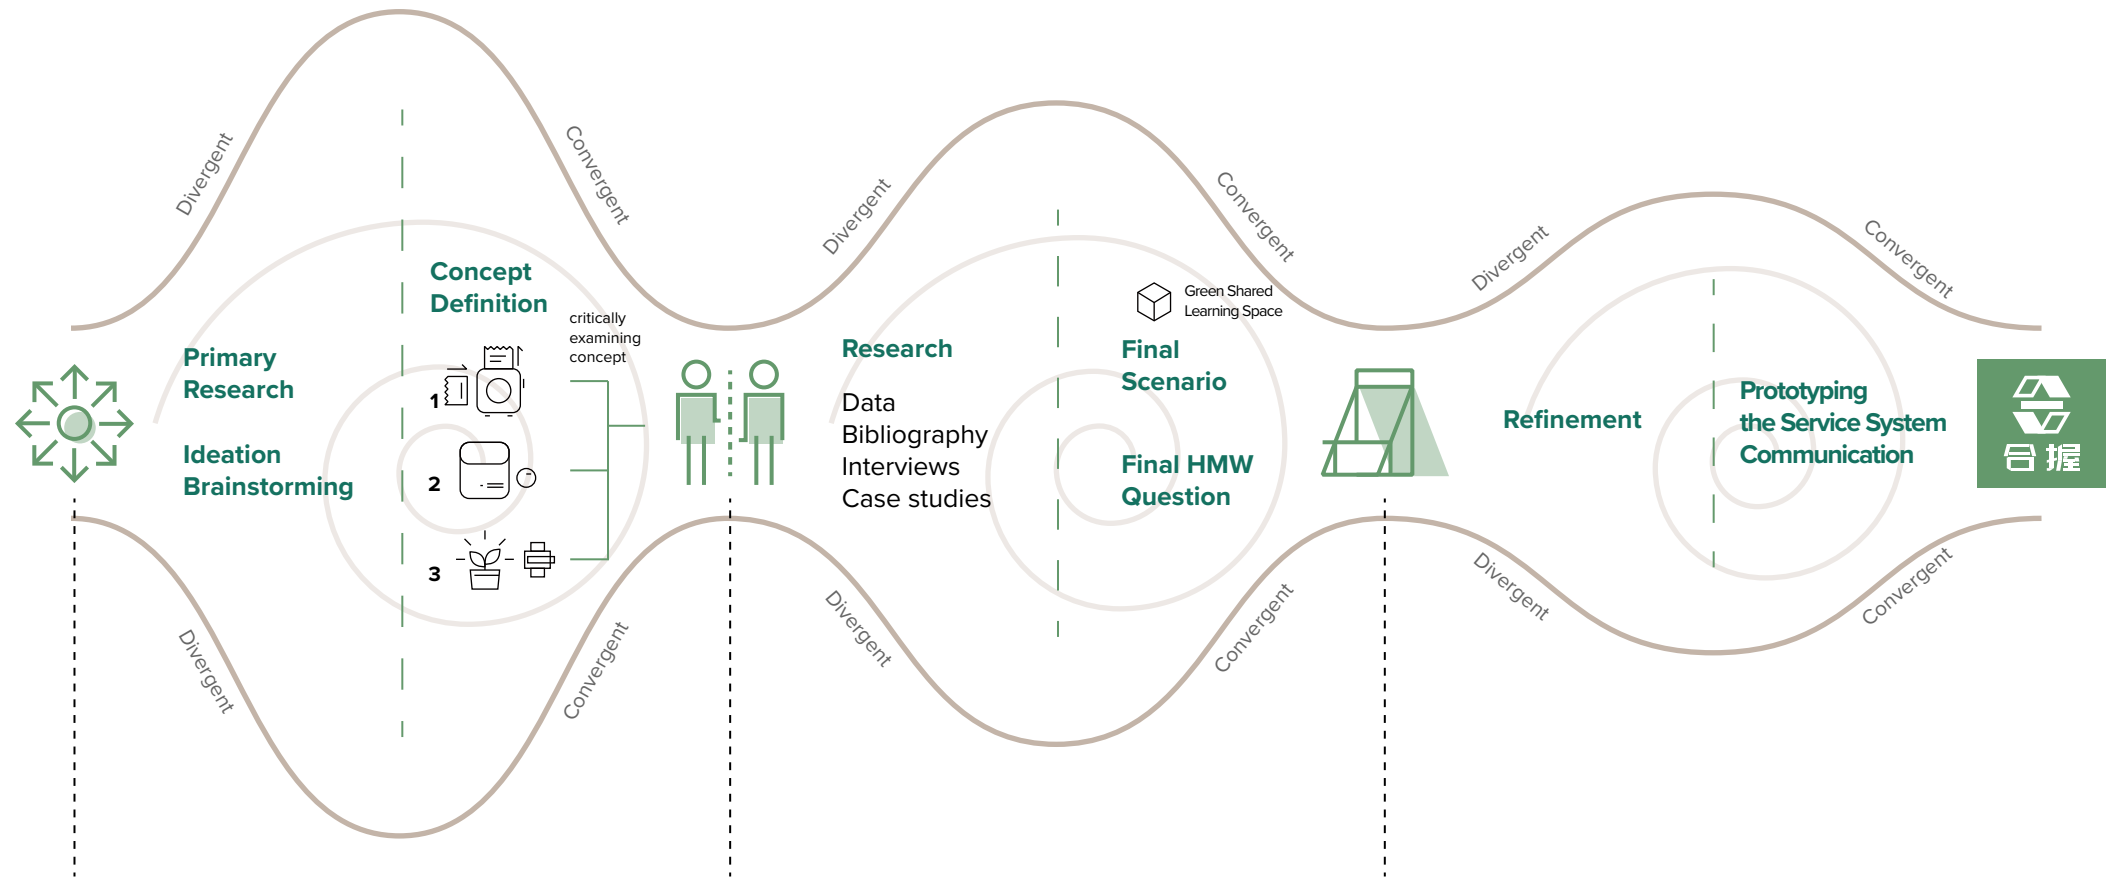 Divergent
Convergent
Divergent
Convergent
Divergent
Convergent
Primary
Research
Ideation
Brainstorming
Concept
Definition
critically
examining
concept
1
2
3
Research
Data
Bibliography
Interviews
Case studies
Green Shared
Learning Space
Final
Scenario
Final HMW
Question
Refinement
Prototyping
the Service System
Communication
合握
Divergent
Convergent
Divergent
Convergent
Divergent
Convergent